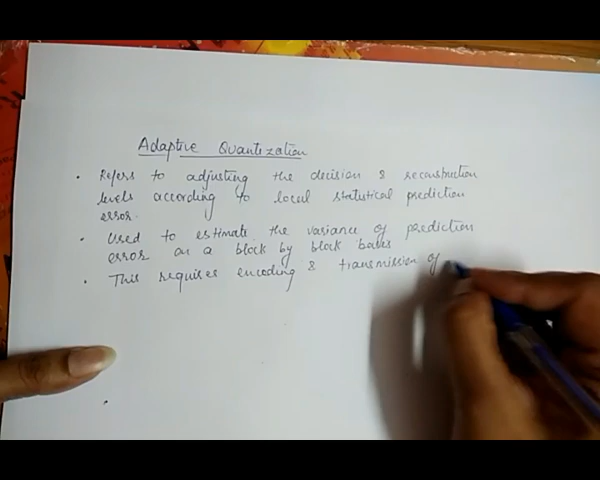 Adaptive Quantization
. Refers to adjusting the decision & reconstruction
levels according to local statistical prediction
error.
. Used to estimate the variance of prediction
error on a block by block bases
. This requires encoding & transmission of